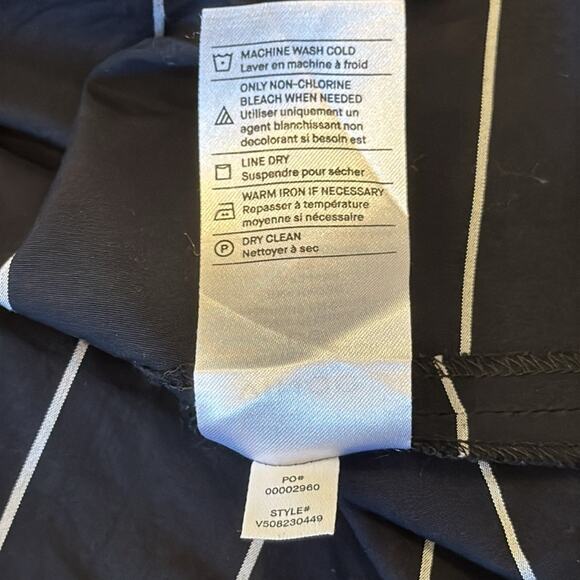 MACHINE WASH COLD
Laver en machine à froid
ONLY NON-CHLORINE
BLEACH WHEN NEEDED
Utiliser uniquement un
agent blanchissant non
decolorant si besoin est
LINE DRY
Suspendre pour sécher
WARM IRON IF NECESSARY
Repasser à température
moyenne si nécessaire
P
DRY CLEAN
Nettoyer à sec
PO#
00002960
STYLE#
V508230449